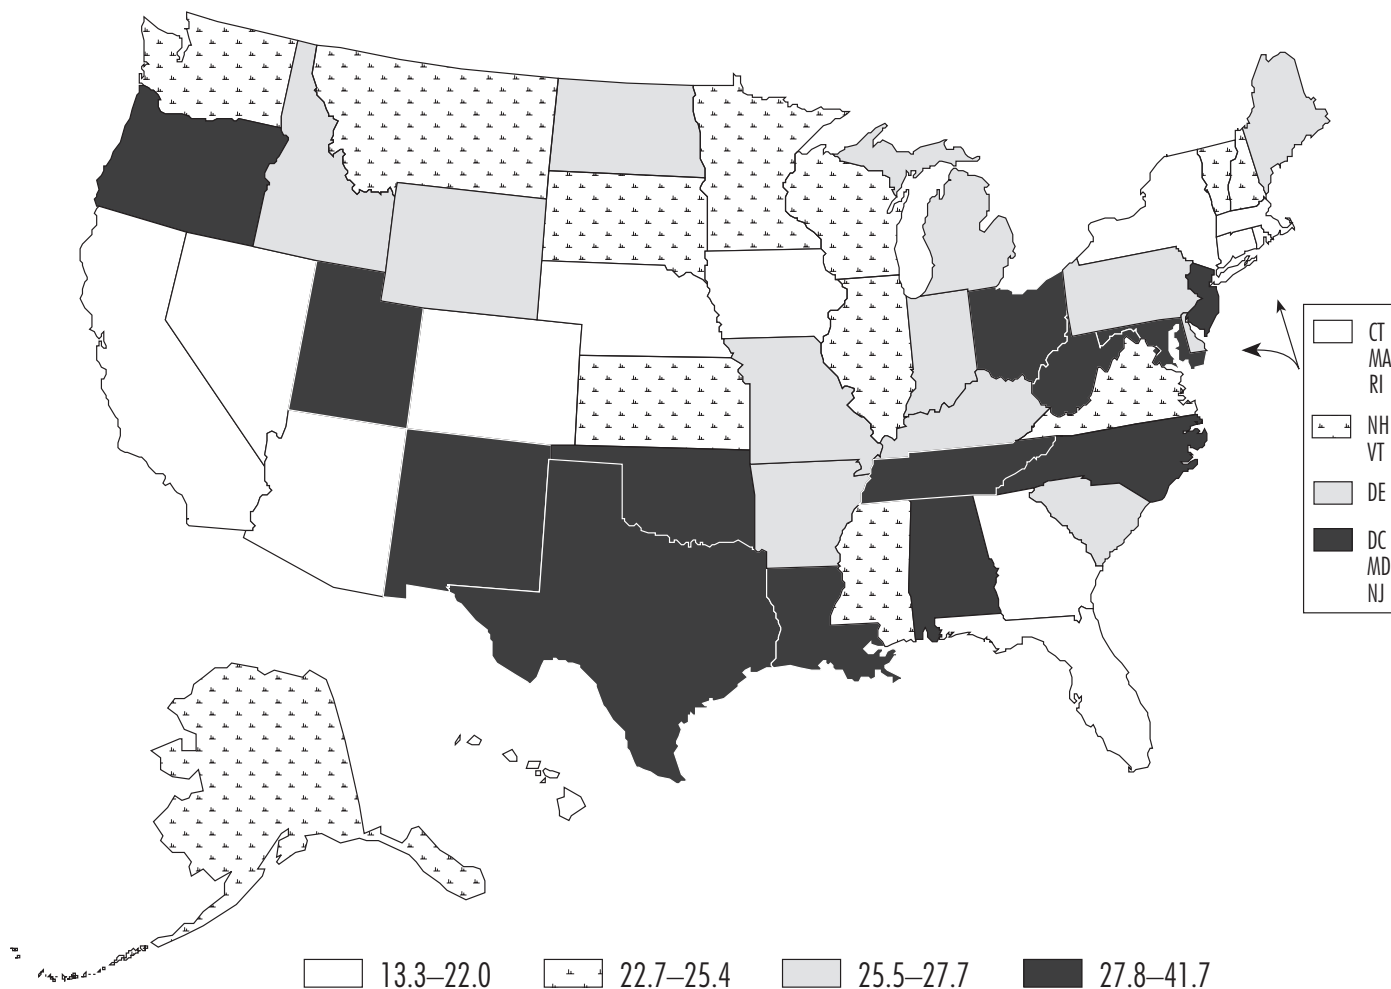 CT
MA
RI
NH
VT
DE
DC
MD
NJ
13.3–22.0
22.7–25.4
25.5–27.7
27.8–41.7